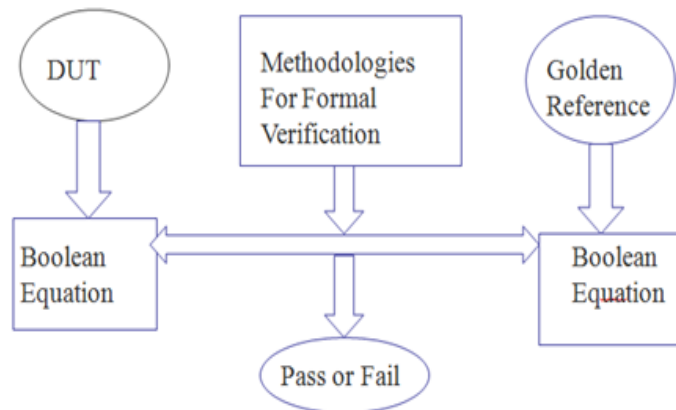 DUT
Methodologies
For Formal
Verification
Golden
Reference
Boolean
Equation
Boolean
Equation
Pass or Fail